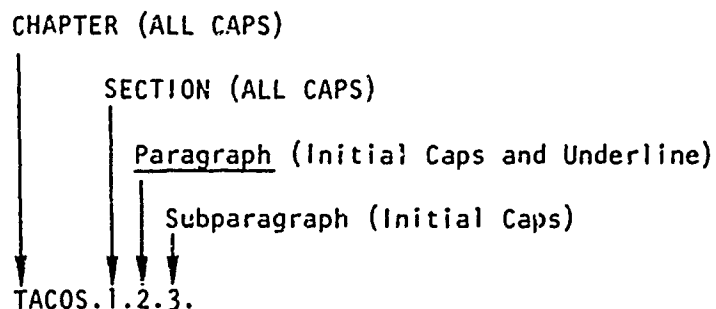 CHAPTER (ALL CAPS)
SECTION (ALL CAPS)
Paragraph (Initial Caps and Underline)
Subparagraph (Initial Caps)
TACOS.1.2.3.